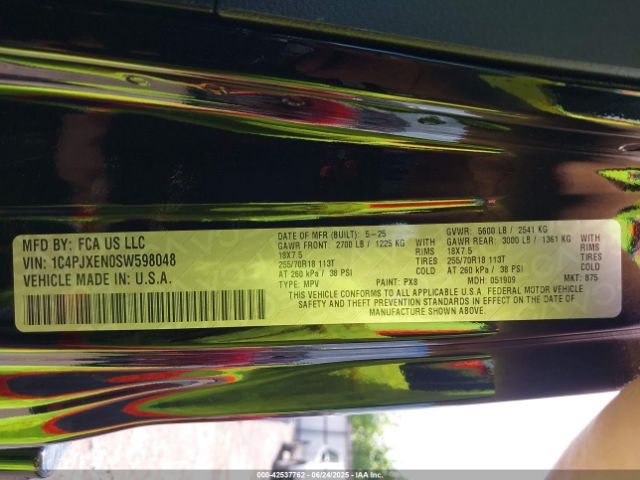 MFD BY: FCA US LLC
VIN: 1C4PJXEN0SW598048
VEHICLE MADE IN U.S.A.
DATE OF MFR (BUILT): 5-25
GAWR FRONT: 2700 LB / 1225 KG WITH
18X7.5 RIMS
255/70R18 113T TIRES
AT 260 KPA / 38 PSI COLD
TYPE: MPV PAINT: PX8
GVWR: 5600 LB / 2541 KG
GAWR REAR: 3000 LB / 1361 KG WITH
18X7.5 RIMS
255/70R18 113T TIRES
AT 260 KPA / 38 PSI COLD
MDH: 051909 MKT: 875
THIS VEHICLE CONFORMS TO ALL APPLICABLE U.S.A. FEDERAL MOTOR VEHICLE
SAFETY AND THEFT PREVENTION STANDARDS IN EFFECT ON THE DATE OF
MANUFACTURE SHOWN ABOVE.
000-42537762 - 06/24/2025 - IAAI.COM